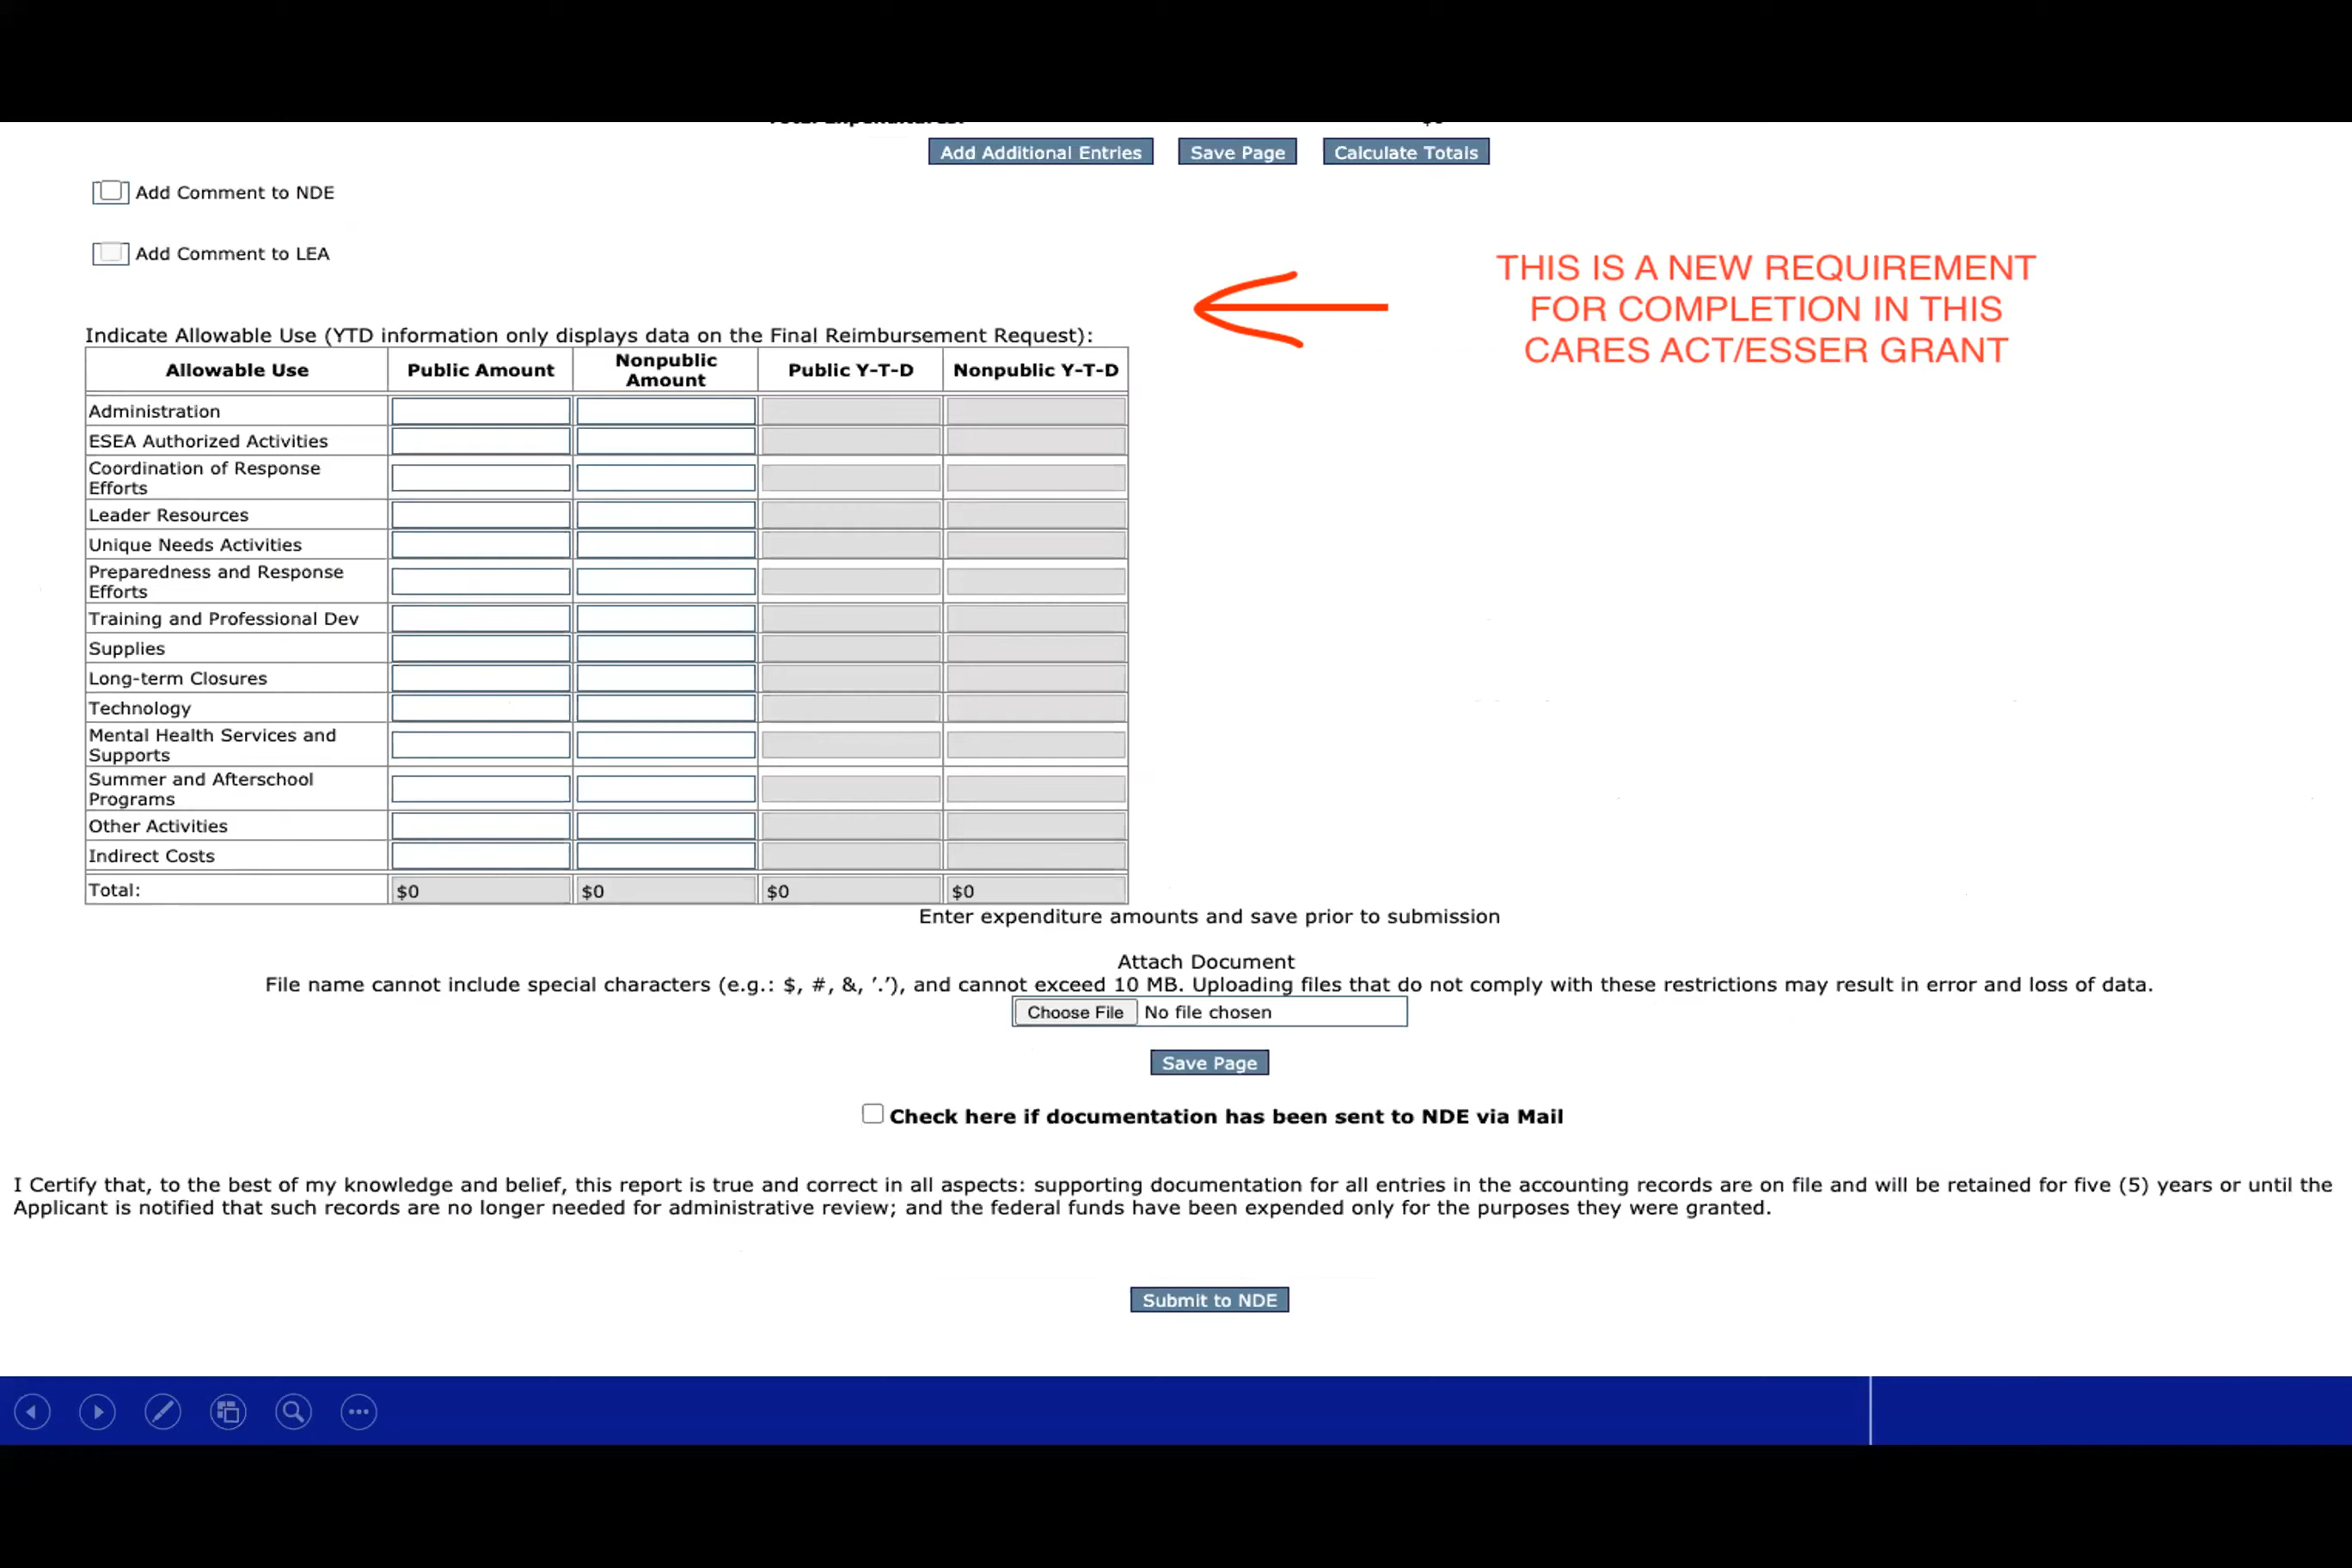 Add Additional Entries Save Page Calculate Totals
Add Comment to NDE
Add Comment to LEA
THIS IS A NEW REQUIREMENT
FOR COMPLETION IN THIS
CARES ACT/ESSER GRANT
Indicate Allowable Use (YTD information only displays data on the Final Reimbursement Request):
Allowable Use Public Amount Nonpublic Amount Public Y-T-D Nonpublic Y-T-D
Administration
ESEA Authorized Activities
Coordination of Response
Efforts
Leader Resources
Unique Needs Activities
Preparedness and Response
Efforts
Training and Professional Dev
Supplies
Long-term Closures
Technology
Mental Health Services and
Supports
Summer and Afterschool
Programs
Other Activities
Indirect Costs
Total: $0 $0 $0 $0
Enter expenditure amounts and save prior to submission
Attach Document
File name cannot include special characters (e.g.: $, #, &, '.'), and cannot exceed 10 MB. Uploading files that do not comply with these restrictions may result in error and loss of data.
Choose File No file chosen
Save Page
Check here if documentation has been sent to NDE via Mail
I Certify that, to the best of my knowledge and belief, this report is true and correct in all aspects: supporting documentation for all entries in the accounting records are on file and will be retained for five (5) years or until the
Applicant is notified that such records are no longer needed for administrative review; and the federal funds have been expended only for the purposes they were granted.
Submit to NDE